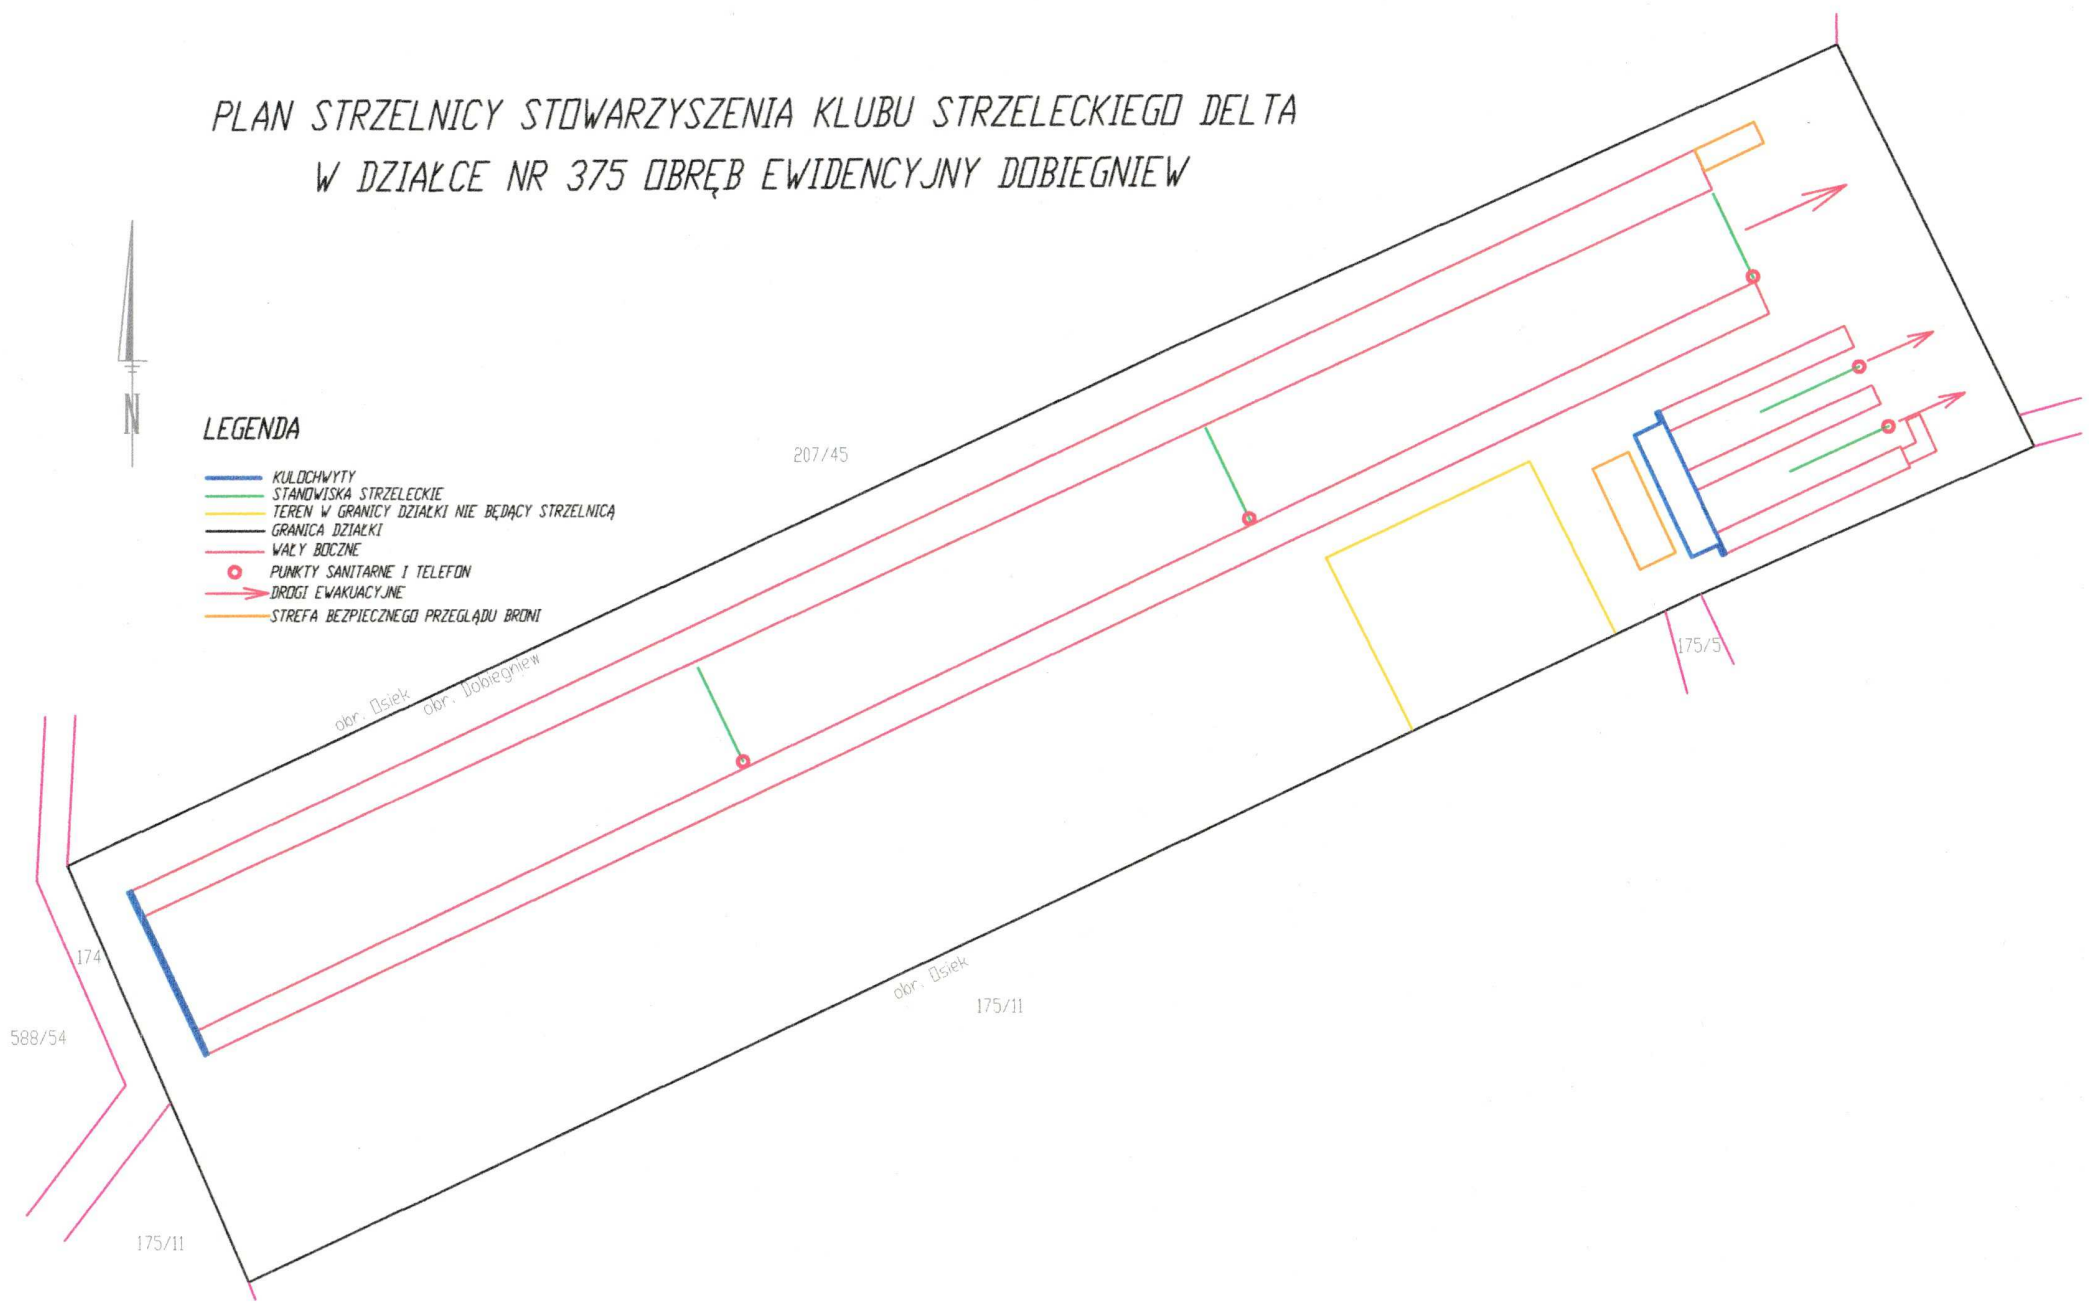 PLAN STRZELNICY STOWARZYSZENIA KLUBU STRZELECKIEGO DELTA
W DZIAŁCE NR 375 OBRĘB EWIDENCYJNY DOBIEGNIEW
N
LEGENDA
KULOCHWYTY
STANOWISKA STRZELECKIE
TEREN W GRANICY DZIAŁKI NIE BĘDĄCY STRZELNICĄ
GRANICA DZIAŁKI
WAŁY BOCZNE
PUNKTY SANITARNE I TELEFON
DROGI EWAKUACYJNE
STREFA BEZPIECZNEGO PRZEGLĄDU BRONI
207/45
obr. Osiek
obr. Dobiegniew
175/5
174
obr. Osiek
175/11
588/54
175/11